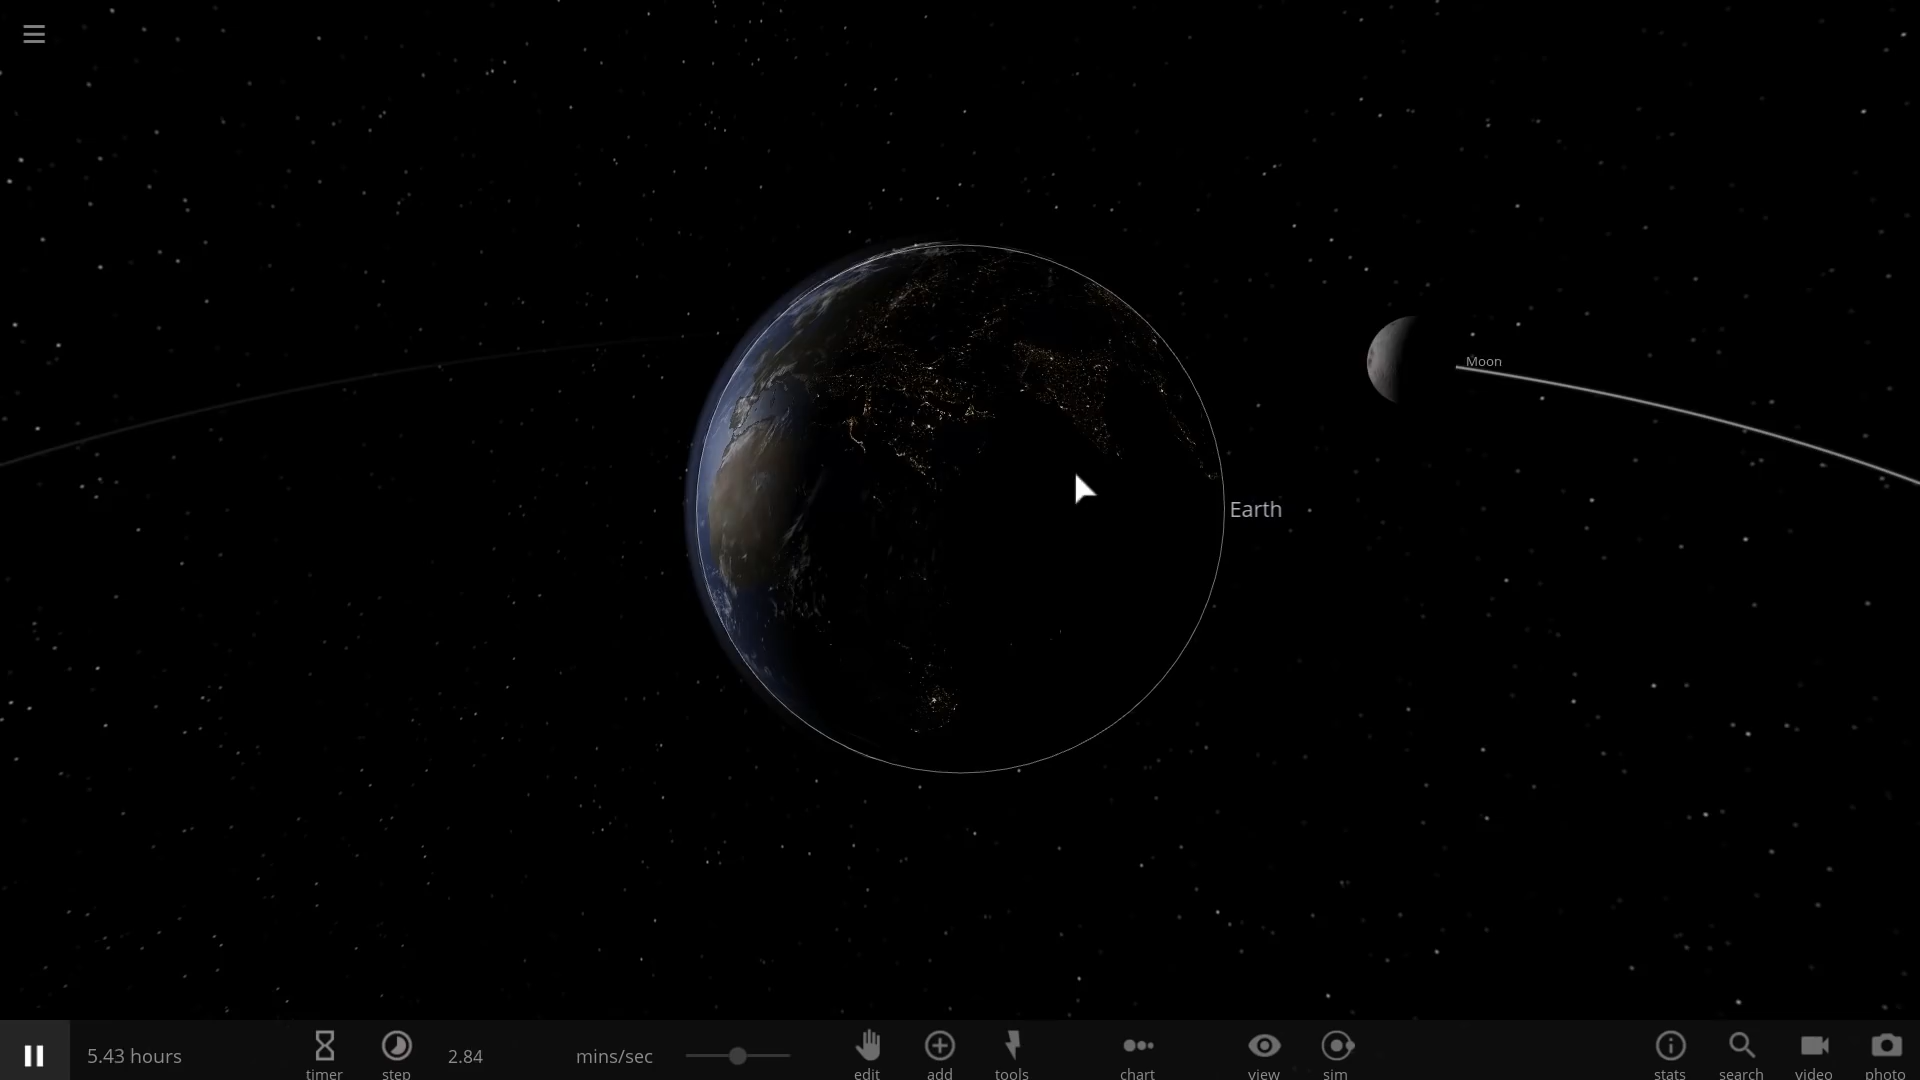 Moon
Earth
5.43 hours
timer
step
2.84
mins/sec
edit
add
tools
chart
view
sim
stats
search
video
photo